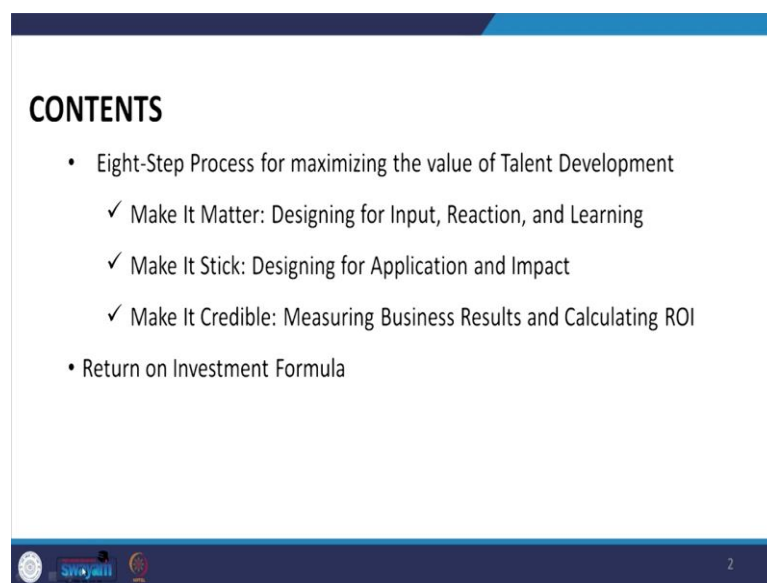 CONTENTS
• Eight-Step Process for maximizing the value of Talent Development
✓ Make It Matter: Designing for Input, Reaction, and Learning
✓ Make It Stick: Designing for Application and Impact
✓ Make It Credible: Measuring Business Results and Calculating ROI
• Return on Investment Formula
swayam
2